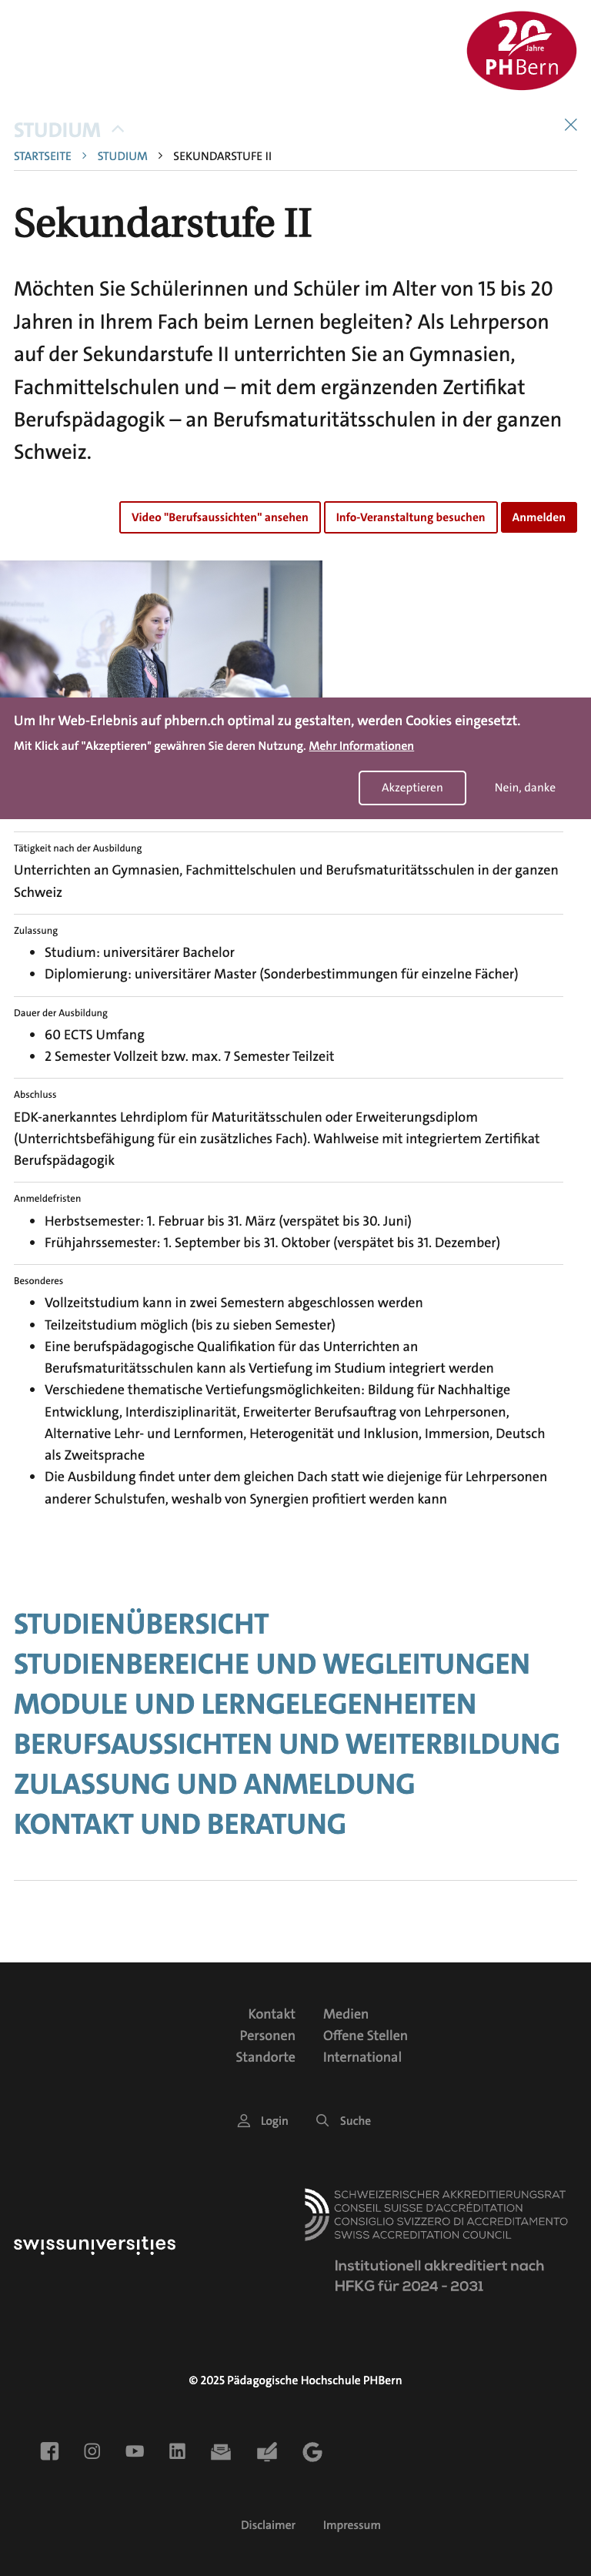 20
Jahre
PHBern
STUDIUM
STARTSEITE > STUDIUM > SEKUNDARSTUFE II
Sekundarstufe II
Möchten Sie Schülerinnen und Schüler im Alter von 15 bis 20
Jahren in Ihrem Fach beim Lernen begleiten? Als Lehrperson
auf der Sekundarstufe II unterrichten Sie an Gymnasien,
Fachmittelschulen und – mit dem ergänzenden Zertifikat
Berufspädagogik – an Berufsmaturitätsschulen in der ganzen
Schweiz.
Video "Berufsaussichten" ansehen Info-Veranstaltung besuchen Anmelden
Um Ihr Web-Erlebnis auf phbern.ch optimal zu gestalten, werden Cookies eingesetzt.
Mit Klick auf "Akzeptieren" gewähren Sie deren Nutzung. Mehr Informationen
Akzeptieren Nein, danke
Tätigkeit nach der Ausbildung
Unterrichten an Gymnasien, Fachmittelschulen und Berufsmaturitätsschulen in der ganzen
Schweiz
Zulassung
• Studium: universitärer Bachelor
• Diplomierung: universitärer Master (Sonderbestimmungen für einzelne Fächer)
Dauer der Ausbildung
• 60 ECTS Umfang
• 2 Semester Vollzeit bzw. max. 7 Semester Teilzeit
Abschluss
EDK-anerkanntes Lehrdiplom für Maturitätsschulen oder Erweiterungsdiplom
(Unterrichtsbefähigung für ein zusätzliches Fach). Wahlweise mit integriertem Zertifikat
Berufspädagogik
Anmeldefristen
• Herbstsemester: 1. Februar bis 31. März (verspätet bis 30. Juni)
• Frühjahrssemester: 1. September bis 31. Oktober (verspätet bis 31. Dezember)
Besonderes
• Vollzeitstudium kann in zwei Semestern abgeschlossen werden
• Teilzeitstudium möglich (bis zu sieben Semester)
• Eine berufspädagogische Qualifikation für das Unterrichten an
Berufsmaturitätsschulen kann als Vertiefung im Studium integriert werden
• Verschiedene thematische Vertiefungsmöglichkeiten: Bildung für Nachhaltige
Entwicklung, Interdisziplinarität, Erweiterter Berufsauftrag von Lehrpersonen,
Alternative Lehr- und Lernformen, Heterogenität und Inklusion, Immersion, Deutsch
als Zweitsprache
• Die Ausbildung findet unter dem gleichen Dach statt wie diejenige für Lehrpersonen
anderer Schulstufen, weshalb von Synergien profitiert werden kann
STUDIENÜBERSICHT
STUDIENBEREICHE UND WEGLEITUNGEN
MODULE UND LERNGELEGENHEITEN
BERUFSAUSSICHTEN UND WEITERBILDUNG
ZULASSUNG UND ANMELDUNG
KONTAKT UND BERATUNG
Kontakt Medien
Personen Offene Stellen
Standorte International
Login Suche
swissuniversities
SCHWEIZERISCHER AKKREDITIERUNGSRAT
CONSEIL SUISSE D'ACCRÉDITATION
CONSIGLIO SVIZZERO DI ACCREDITAMENTO
SWISS ACCREDITATION COUNCIL
Institutionell akkreditiert nach
HFKG für 2024 - 2031
© 2025 Pädagogische Hochschule PHBern
Disclaimer Impressum